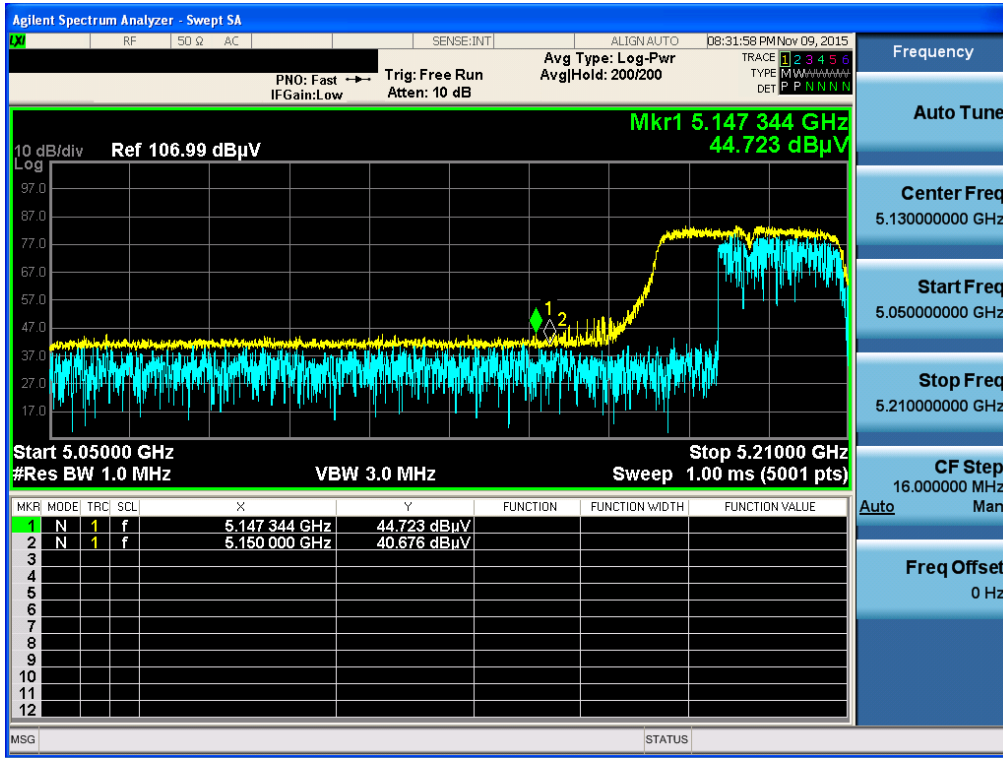 Agilent Spectrum Analyzer - Swept SA
LXI RF 50 Ω AC SENSE:INT ALIGN AUTO 08:31:58 PM Nov 09, 2015
PNO: Fast
IFGain:Low
Trig: Free Run
Atten: 10 dB
Avg Type: Log-Pwr
Avg|Hold: 200/200
TRACE 1 2 3 4 5 6
TYPE M W
DET P P N N N N
Mkr1 5.147 344 GHz
44.723 dBµV
10 dB/div Ref 106.99 dBµV
Log
97.0
87.0
77.0
67.0
57.0
47.0
37.0
27.0
17.0
1
2
Start 5.05000 GHz Stop 5.21000 GHz
#Res BW 1.0 MHz VBW 3.0 MHz Sweep 1.00 ms (5001 pts)
MKR MODE TRC SCL X Y FUNCTION FUNCTION WIDTH FUNCTION VALUE
1 N 1 f 5.147 344 GHz 44.723 dBµV
2 N 1 f 5.150 000 GHz 40.676 dBµV
3
4
5
6
7
8
9
10
11
12
MSG STATUS
Frequency
Auto Tune
Center Freq
5.130000000 GHz
Start Freq
5.050000000 GHz
Stop Freq
5.210000000 GHz
CF Step
16.000000 MHz
Auto Man
Freq Offset
0 Hz